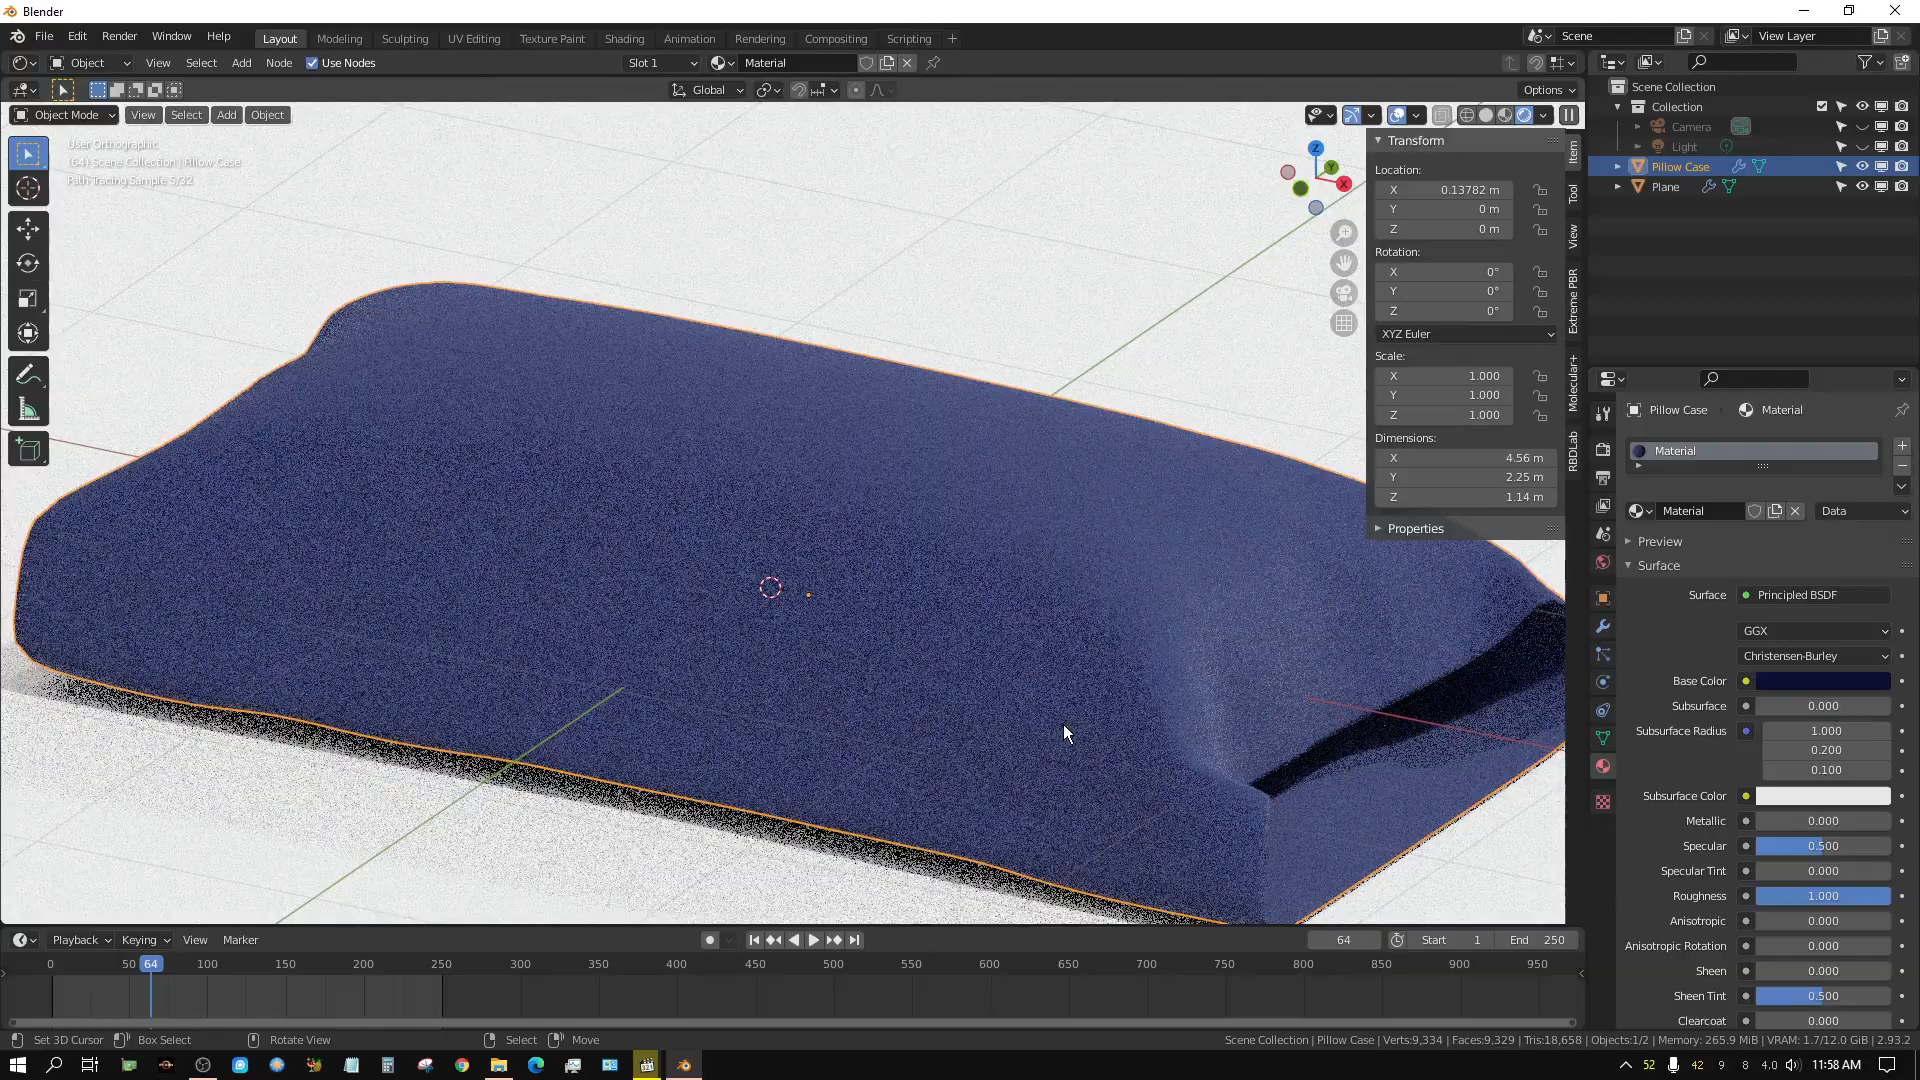 Blender
File Edit Render Window Help
Layout Modeling Sculpting UV Editing Texture Paint Shading Animation Rendering Compositing Scripting +
Scene
View Layer
Object View Select Add Node Use Nodes
Slot 1
Material
Global
Options
Object Mode View Select Add Object
User Orthographic
(64) Scene Collection | Pillow Case
Path Tracing Sample 5/32
Z
Y
X
Transform
Location:
X 0.13782 m
Y 0 m
Z 0 m
Rotation:
X 0°
Y 0°
Z 0°
XYZ Euler
Scale:
X 1.000
Y 1.000
Z 1.000
Dimensions:
X 4.56 m
Y 2.25 m
Z 1.14 m
Properties
Item
Tool
View
Extreme PBR
Molecular+
RBDLab
Scene Collection
Collection
Camera
Light
Pillow Case
Plane
Pillow Case Material
Material
Material
Data
Preview
Surface
Surface Principled BSDF
GGX
Christensen-Burley
Base Color
Subsurface 0.000
Subsurface Radius 1.000
0.200
0.100
Subsurface Color
Metallic 0.000
Specular 0.500
Specular Tint 0.000
Roughness 1.000
Anisotropic 0.000
Anisotropic Rotation 0.000
Sheen 0.000
Sheen Tint 0.500
Clearcoat 0.000
Playback Keying View Marker
64
Start 1
End 250
0 50 64 100 150 200 250 300 350 400 450 500 550 600 650 700 750 800 850 900 950
Set 3D Cursor Box Select Rotate View Select Move
Scene Collection | Pillow Case | Verts:9,334 | Faces:9,329 | Tris:18,658 | Objects:1/2 | Memory: 265.9 MiB | VRAM: 1.7/12.0 GiB | 2.93.2
52 42 9 8 4.0 11:58 AM